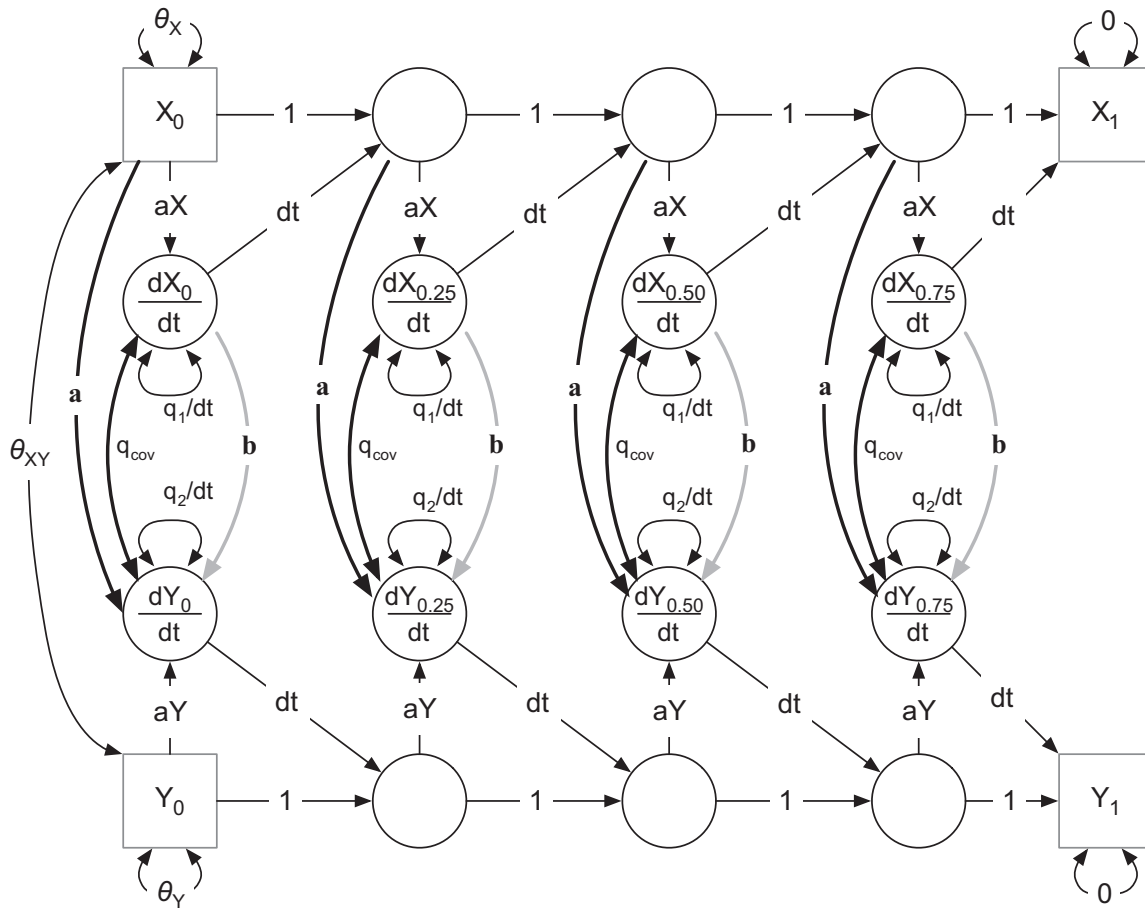 θX 0
X0 1 1 1 1 X1
aX aX aX aX
dt dt dt dt
dX0 dX0.25 dX0.50 dX0.75
dt dt dt dt
a a a a
q1/dt q1/dt q1/dt q1/dt
θXY qcov b qcov b qcov b qcov b
q2/dt q2/dt q2/dt q2/dt
dY0 dY0.25 dY0.50 dY0.75
dt dt dt dt
dt dt dt dt
aY aY aY aY
Y0 1 1 1 1 Y1
θY 0